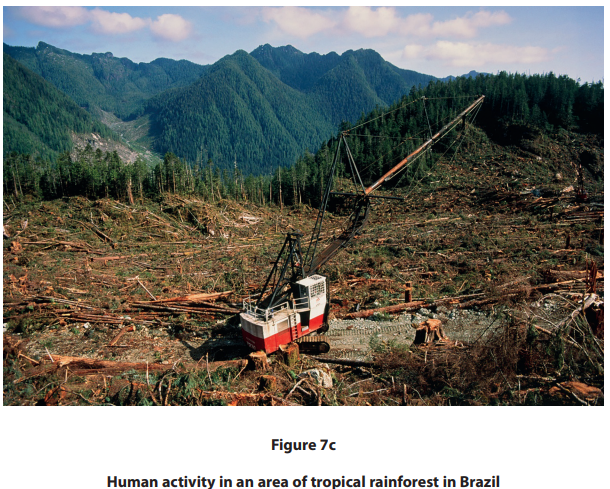 Figure 7c
Human activity in an area of tropical rainforest in Brazil